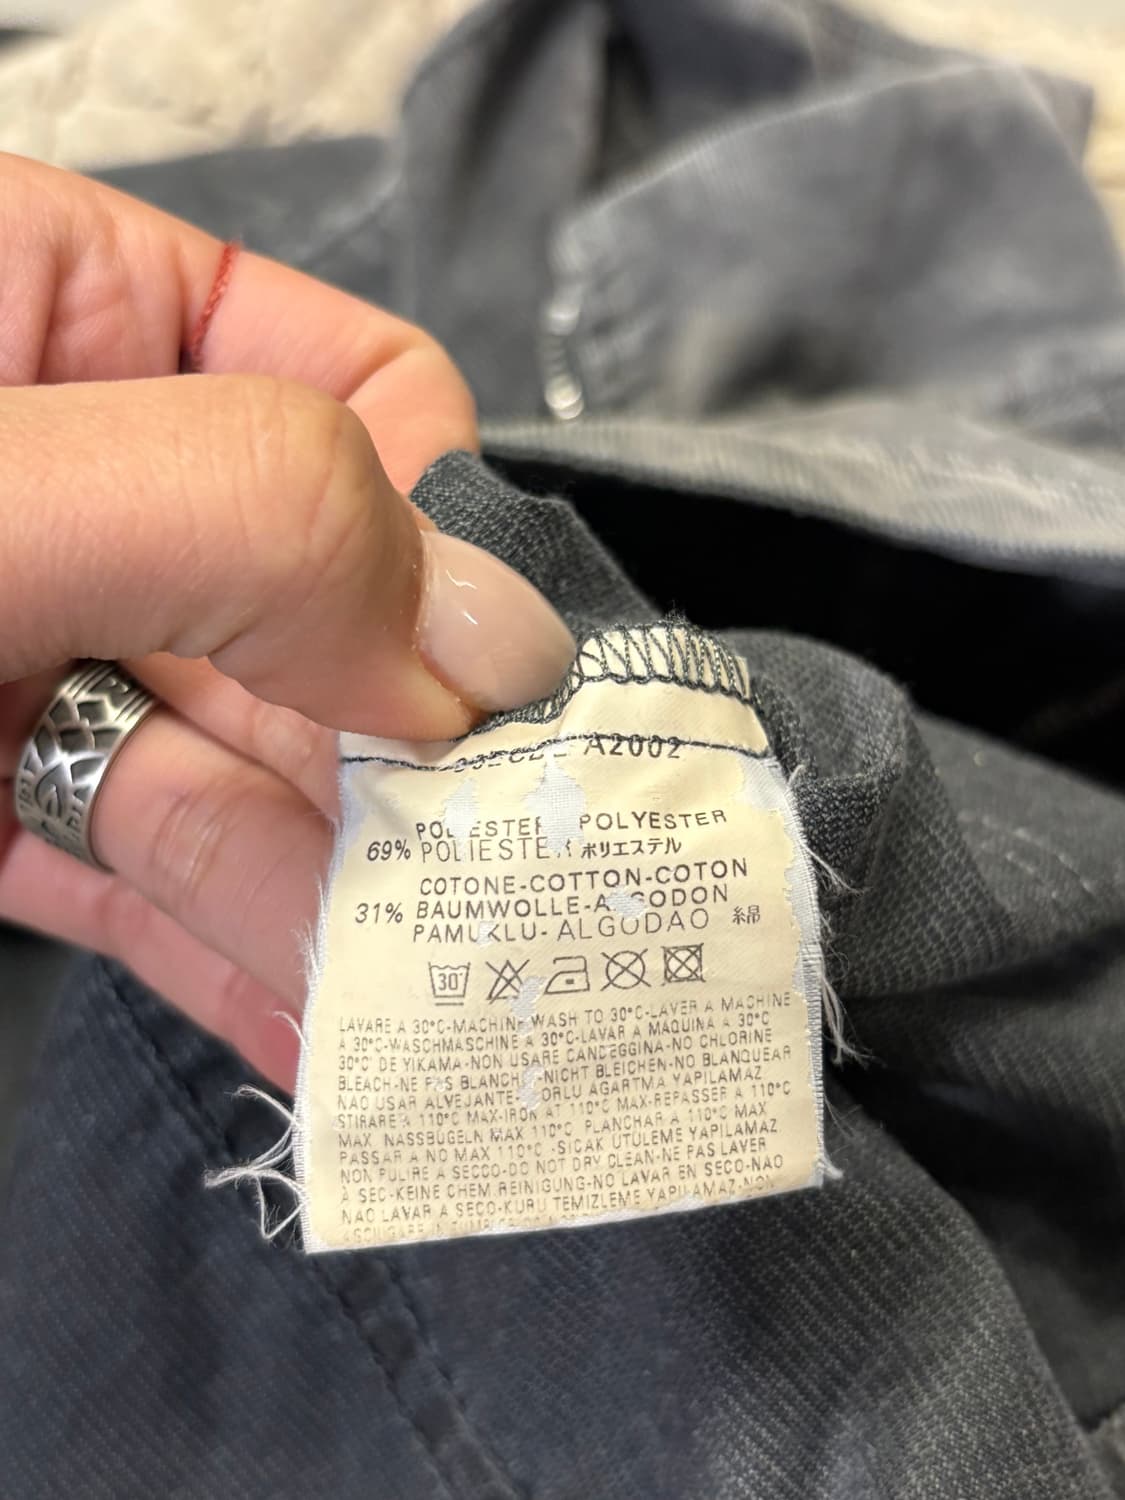 A2002
POLIESTER POLYESTER
69% POLIESTER ポリエステル
COTONE-COTTON-COTON
31% BAUMWOLLE-ALGODON
PAMUKLU-ALGODAO 綿
30°
LAVARE A 30°C-MACHINE WASH TO 30°C-LAVER A MACHINE
A 30°C-WASCHMASCHINE A 30°C-LAVAR A MAQUINA A 30°C
30°C DE YIKAMA-NON USARE CANDEGGINA-NO CHLORINE
BLEACH-NE PAS BLANCHIR-NICHT BLEICHEN-NO BLANQUEAR
NAO USAR ALVEJANTE- ORLU AGARTMA YAPILAMAZ
STIRARE A 110°C MAX-IRON AT 110°C MAX-REPASSER A 110°C
MAX NASSBÜGELN MAX 110°C PLANCHAR A 110°C MAX
PASSAR A NO MAX 110°C -SICAK UTULEME YAPILAMAZ
NON PULIRE A SECCO-DO NOT DRY CLEAN-NE PAS LAVER
À SEC-KEINE CHEM.REINIGUNG-NO LAVAR EN SECO-NAO
NAO LAVAR A SECO-KURU TEMIZLEME YAPILAMAZ-NON